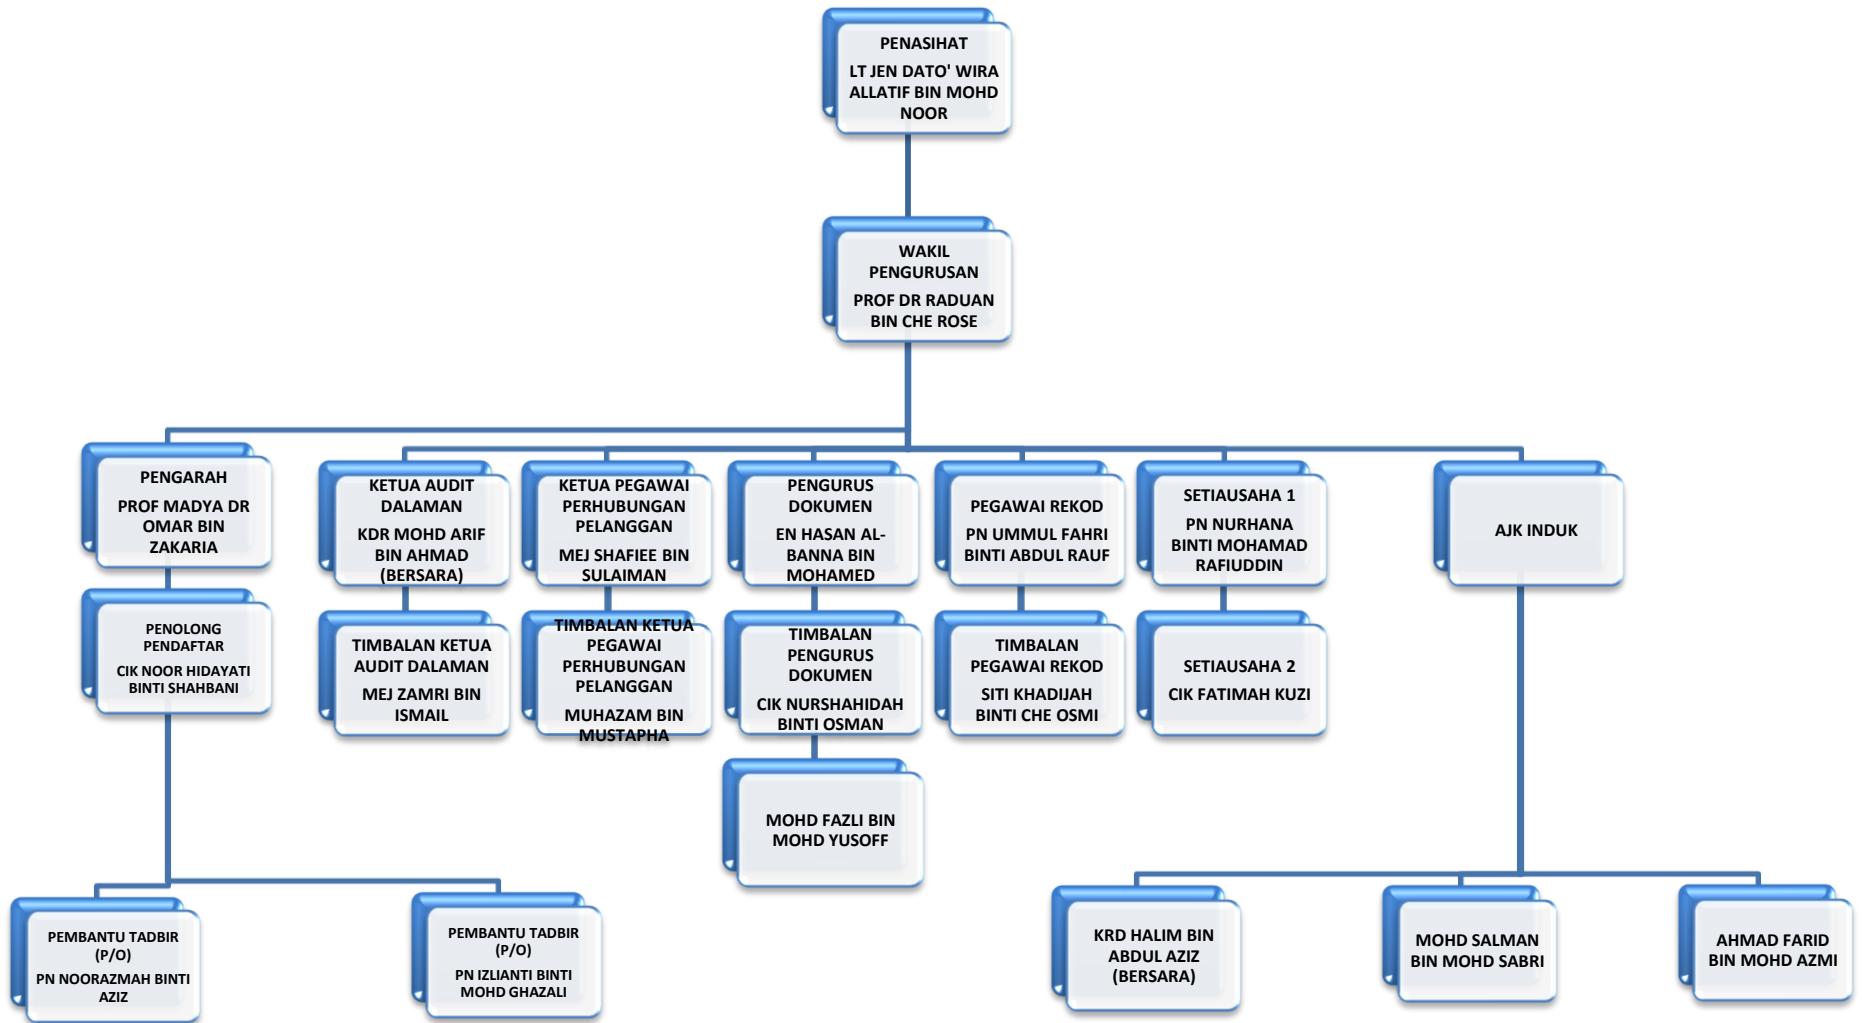 PENASIHAT
LT JEN DATO' WIRA
ALLATIF BIN MOHD
NOOR
WAKIL
PENGURUSAN
PROF DR RADUAN
BIN CHE ROSE
PENGARAH
PROF MADYA DR
OMAR BIN
ZAKARIA
KETUA AUDIT
DALAMAN
KDR MOHD ARIF
BIN AHMAD
(BERSARA)
KETUA PEGAWAI
PERHUBUNGAN
PELANGGAN
MEJ SHAFIEE BIN
SULAIMAN
PENGURUS
DOKUMEN
EN HASAN AL-
BANNA BIN
MOHAMED
PEGAWAI REKOD
PN UMMUL FAHRI
BINTI ABDUL RAUF
SETIAUSAHA 1
PN NURHANA
BINTI MOHAMAD
RAFIUDDIN
AJK INDUK
PENOLONG
PENDAFTAR
CIK NOOR HIDAYATI
BINTI SHAHBANI
TIMBALAN KETUA
AUDIT DALAMAN
MEJ ZAMRI BIN
ISMAIL
TIMBALAN KETUA
PEGAWAI
PERHUBUNGAN
PELANGGAN
MUHAZAM BIN
MUSTAPHA
TIMBALAN
PENGURUS
DOKUMEN
CIK NURSHAHIDAH
BINTI OSMAN
TIMBALAN
PEGAWAI REKOD
SITI KHADIJAH
BINTI CHE OSMI
SETIAUSAHA 2
CIK FATIMAH KUZI
MOHD FAZLI BIN
MOHD YUSOFF
PEMBANTU TADBIR
(P/O)
PN NOORAZMAH BINTI
AZIZ
PEMBANTU TADBIR
(P/O)
PN IZLIANTI BINTI
MOHD GHAZALI
KRD HALIM BIN
ABDUL AZIZ
(BERSARA)
MOHD SALMAN
BIN MOHD SABRI
AHMAD FARID
BIN MOHD AZMI